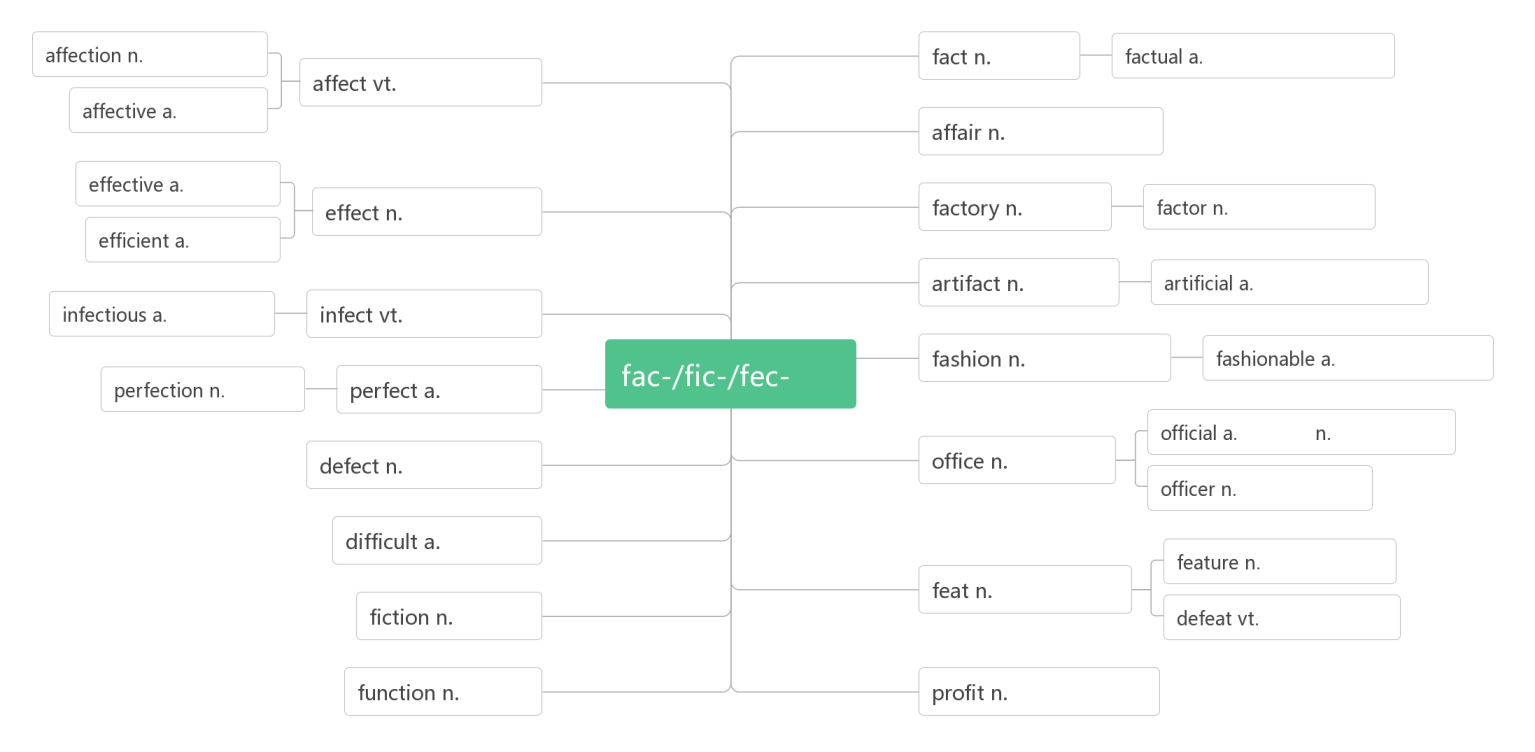 fac-/fic-/fec-
fact n.
factual a.
affair n.
factory n.
factor n.
artifact n.
artificial a.
fashion n.
fashionable a.
office n.
official a. n.
officer n.
feat n.
feature n.
defeat vt.
profit n.
affect vt.
affection n.
affective a.
effect n.
effective a.
efficient a.
infect vt.
infectious a.
perfect a.
perfection n.
defect n.
difficult a.
fiction n.
function n.